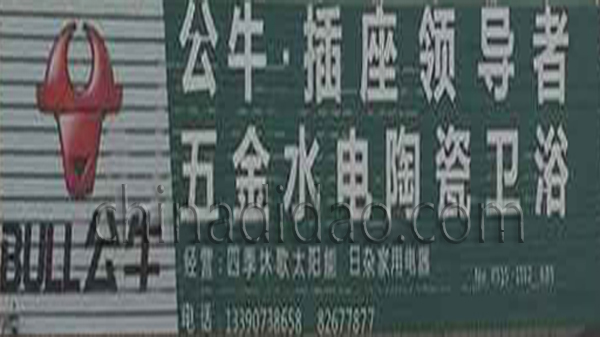 公牛·插座领导者
五金水电陶瓷卫浴
BULL公牛
chinadidao.com
经营：四季沐歌太阳能 日杂家用电器
电话 13390738658 82677877